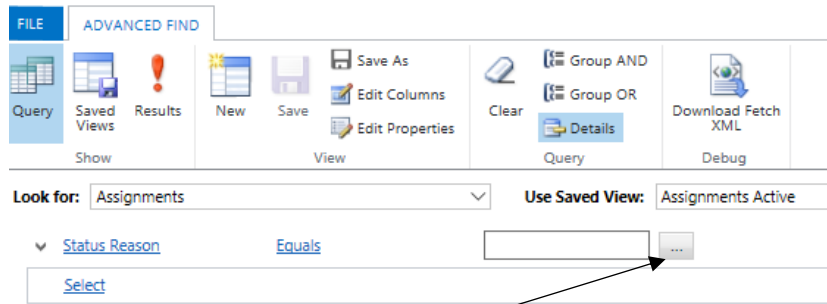 FILE ADVANCED FIND
Query
Saved Views
Results
Show
New
Save
Save As
Edit Columns
Edit Properties
View
Clear
Group AND
Group OR
Details
Query
Download Fetch XML
Debug
Look for: Assignments Use Saved View: Assignments Active
Status Reason Equals ...
Select